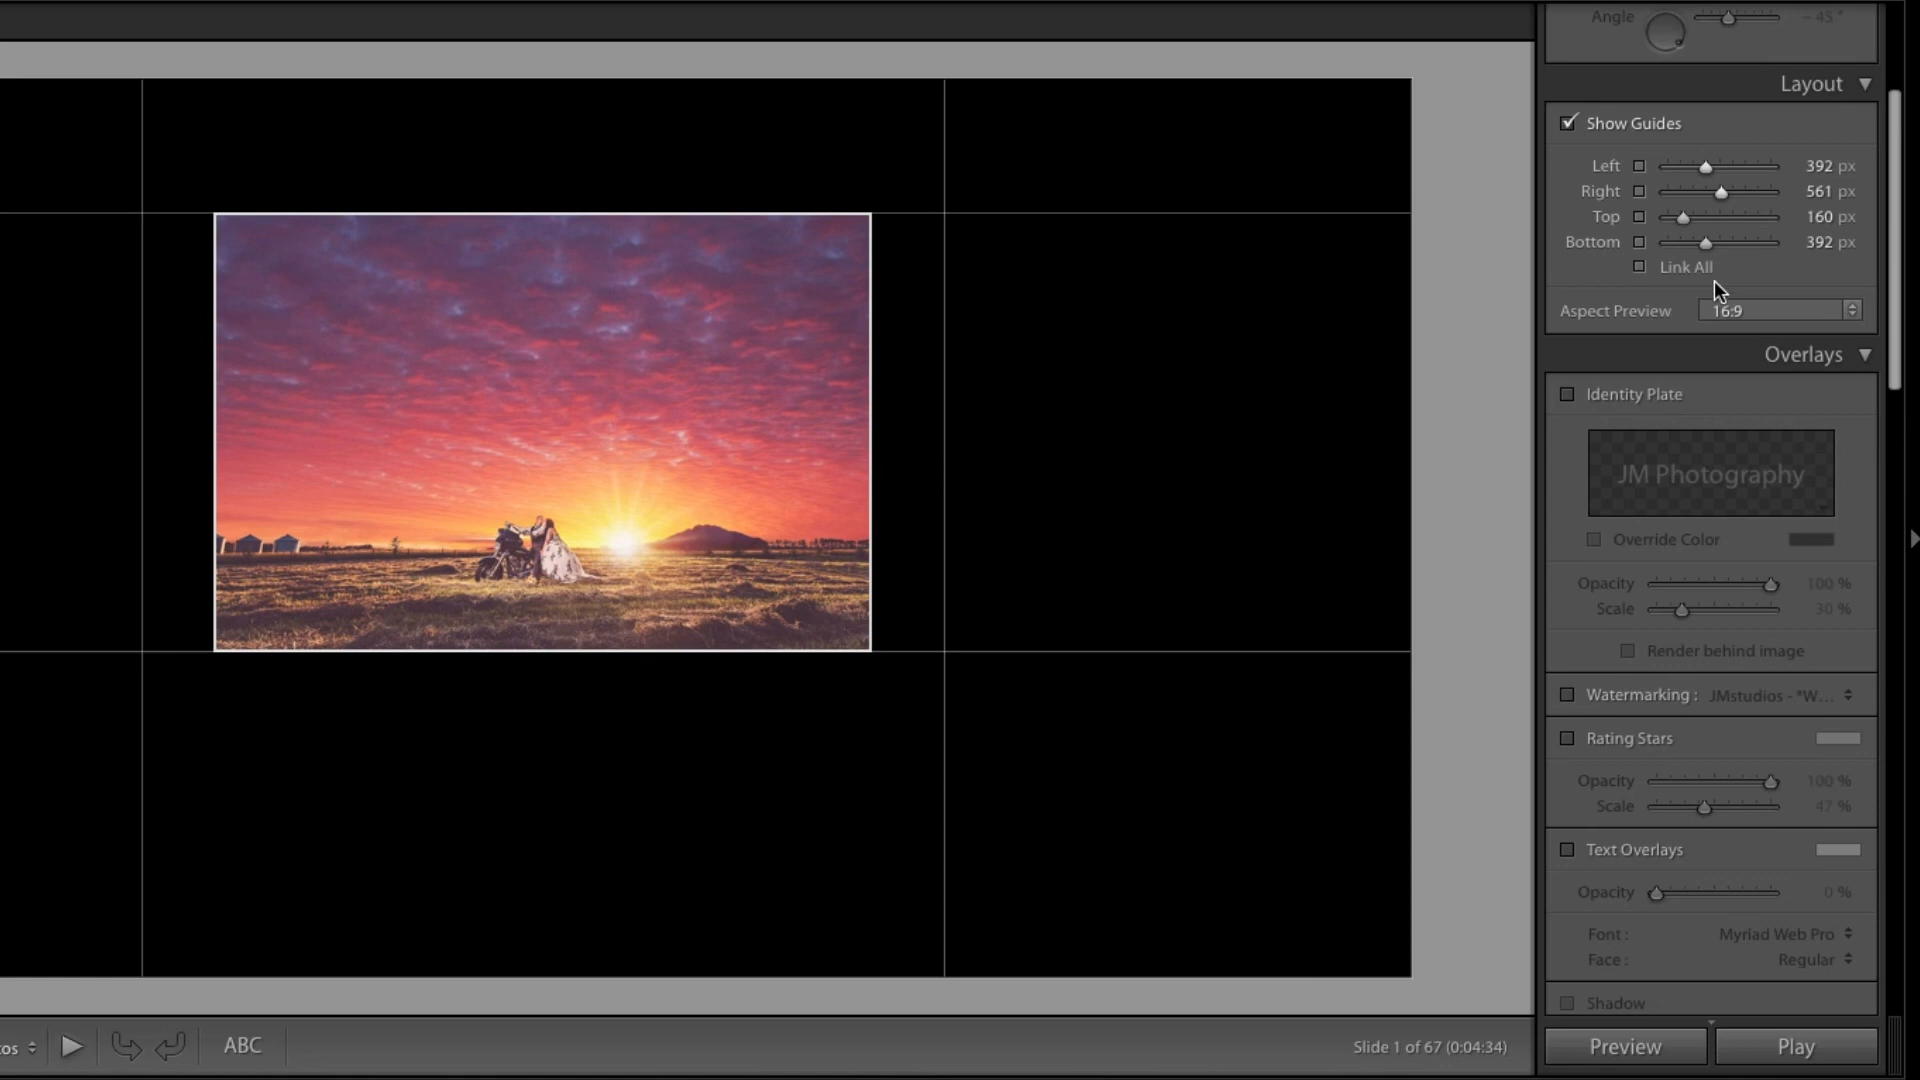 Angle - 45 °
Layout
Show Guides
Left 392 px
Right 561 px
Top 160 px
Bottom 392 px
Link All
Aspect Preview 16:9
Overlays
Identity Plate
JM Photography
Override Color
Opacity 100 %
Scale 30 %
Render behind image
Watermarking : JMstudios - "W...
Rating Stars
Opacity 100 %
Scale 47 %
Text Overlays
Opacity 0 %
Font : Myriad Web Pro
Face : Regular
Shadow
tos ABC Slide 1 of 67 (0:04:34) Preview Play